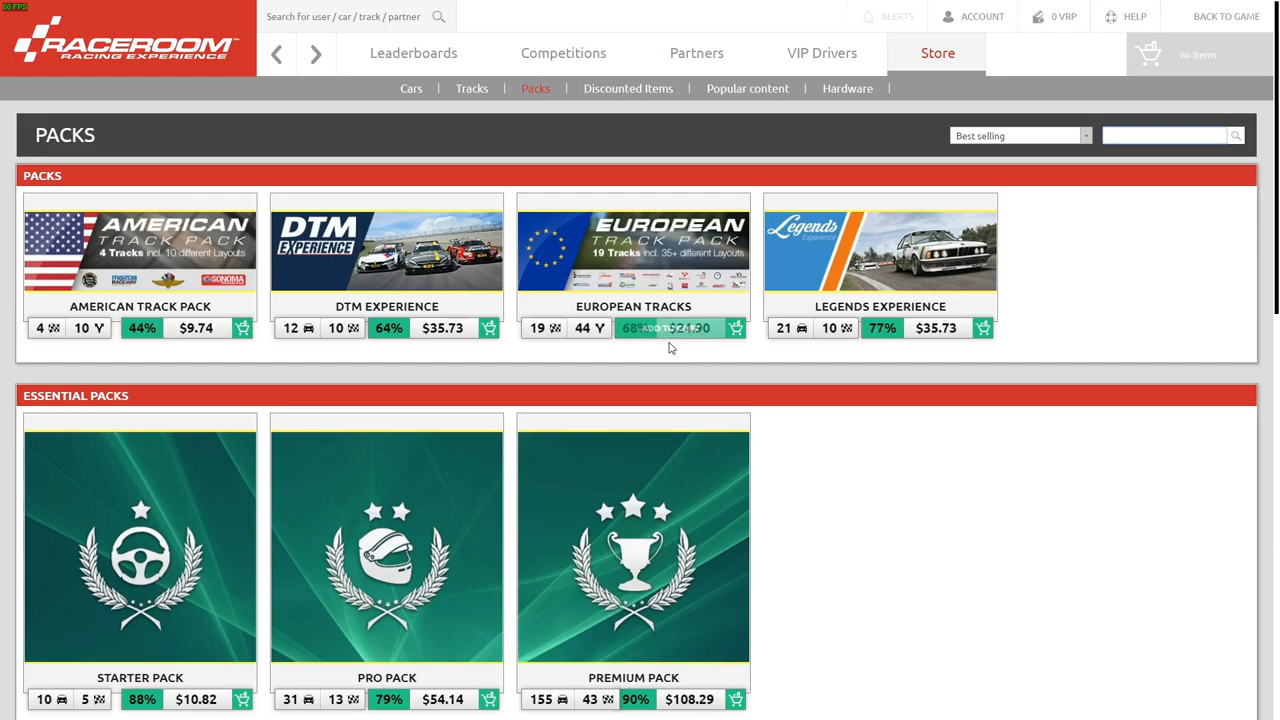 60 FPS
RACEROOM
RACING EXPERIENCE
Search for user / car / track / partner
ALERTS
ACCOUNT
0 VRP
HELP
BACK TO GAME
Leaderboards
Competitions
Partners
VIP Drivers
Store
no items
Cars
Tracks
Packs
Discounted Items
Popular content
Hardware
PACKS
Best selling
PACKS
AMERICAN
TRACK PACK
4 Tracks incl. 10 different Layouts
SONOMA
AMERICAN TRACK PACK
4 10 44% $9.74
DTM
EXPERIENCE
DTM EXPERIENCE
12 10 64% $35.73
EUROPEAN
TRACK PACK
19 Tracks incl. 35+ different Layouts
EUROPEAN TRACKS
19 44 68% $24.90
Legends
Experience
LEGENDS EXPERIENCE
21 10 77% $35.73
ESSENTIAL PACKS
STARTER PACK
10 5 88% $10.82
PRO PACK
31 13 79% $54.14
PREMIUM PACK
155 43 90% $108.29